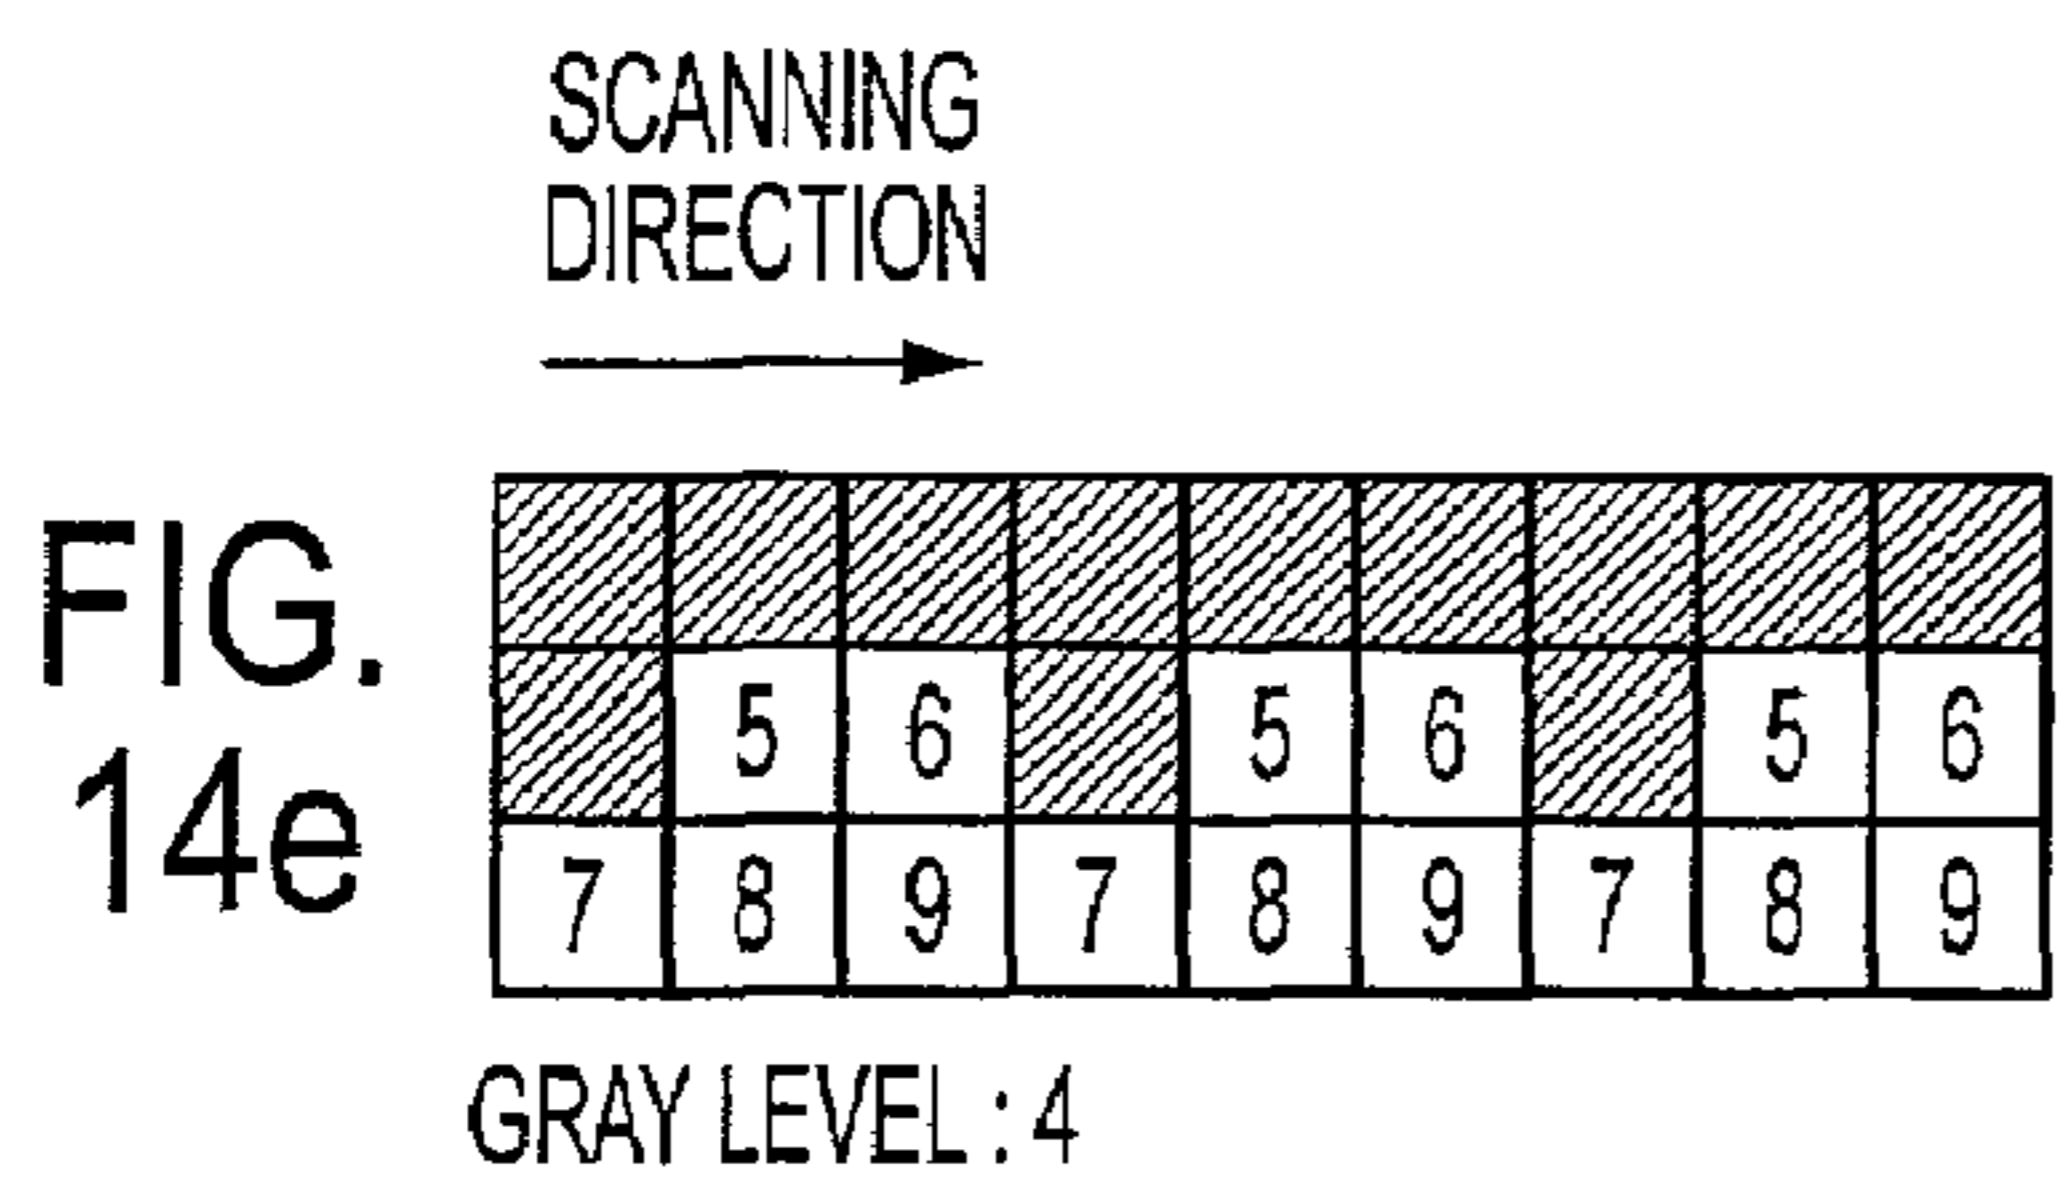 SCANNING
DIRECTION
FIG.
14e
5 6 5 6 5 6
7 8 9 7 8 9 7 8 9
GRAY LEVEL : 4